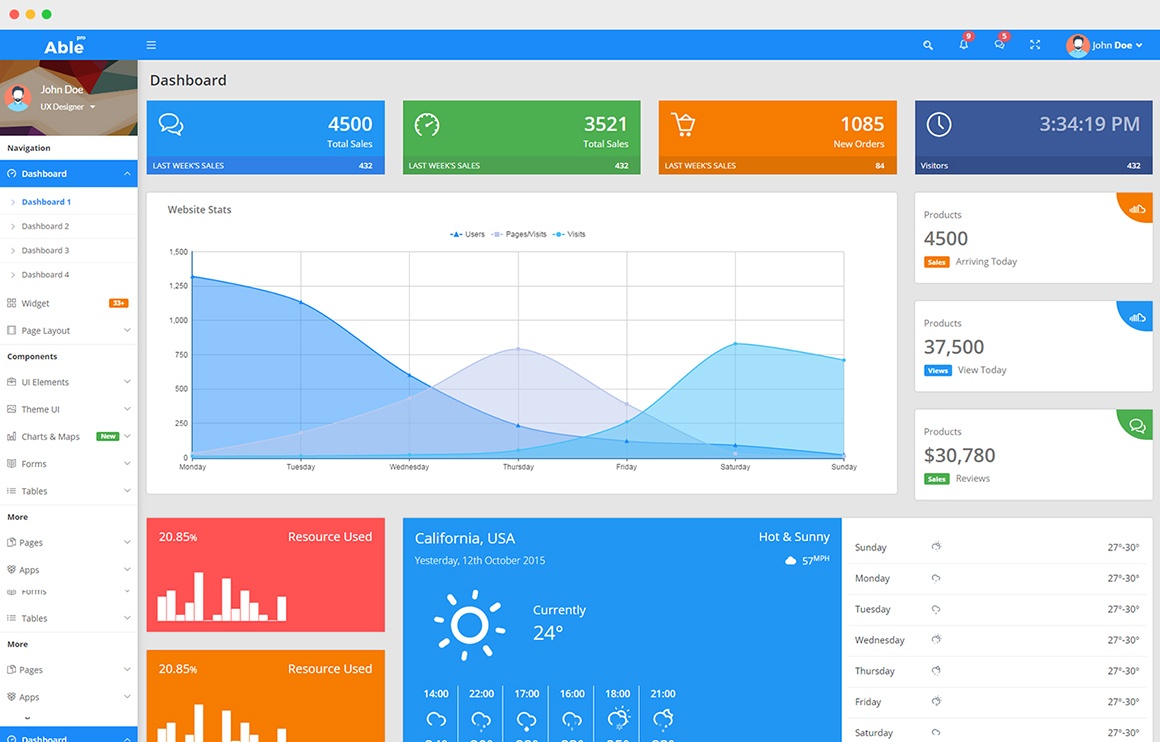 Able pro
9
5
John Doe
John Doe
UX Designer
Navigation
Dashboard
Dashboard 1
Dashboard 2
Dashboard 3
Dashboard 4
Widget 33+
Page Layout
Components
UI Elements
Theme UI
Charts & Maps New
Forms
Tables
More
Pages
Apps
Forms
Tables
More
Pages
Apps
Dashboard
Dashboard
4500
Total Sales
LAST WEEK'S SALES 432
3521
Total Sales
LAST WEEK'S SALES 432
1085
New Orders
LAST WEEK'S SALES 84
3:34:19 PM
Visitors 432
Website Stats
Users Pages/Visits Visits
1,500
1,250
1,000
750
500
250
0
Monday Tuesday Wednesday Thursday Friday Saturday Sunday
Products
4500
Sales Arriving Today
Products
37,500
Views View Today
Products
$30,780
Sales Reviews
20.85% Resource Used
20.85% Resource Used
California, USA Hot & Sunny
Yesterday, 12th October 2015 57MPH
Currently
24°
14:00 22:00 17:00 16:00 18:00 21:00
Sunday 27°-30°
Monday 27°-30°
Tuesday 27°-30°
Wednesday 27°-30°
Thursday 27°-30°
Friday 27°-30°
Saturday 27°-30°